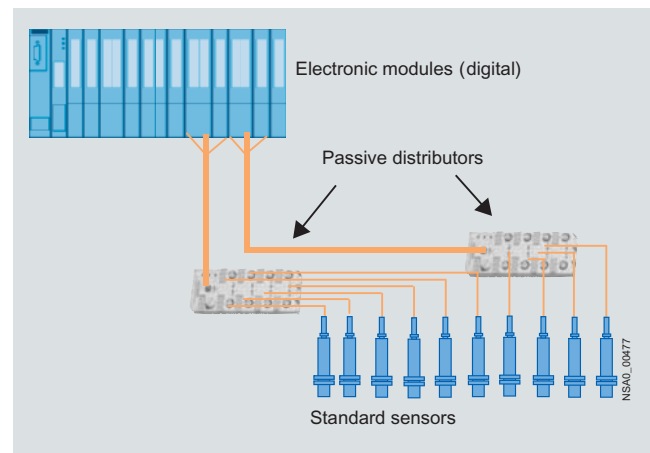 Electronic modules (digital)
Passive distributors
NSA0_00477
Standard sensors